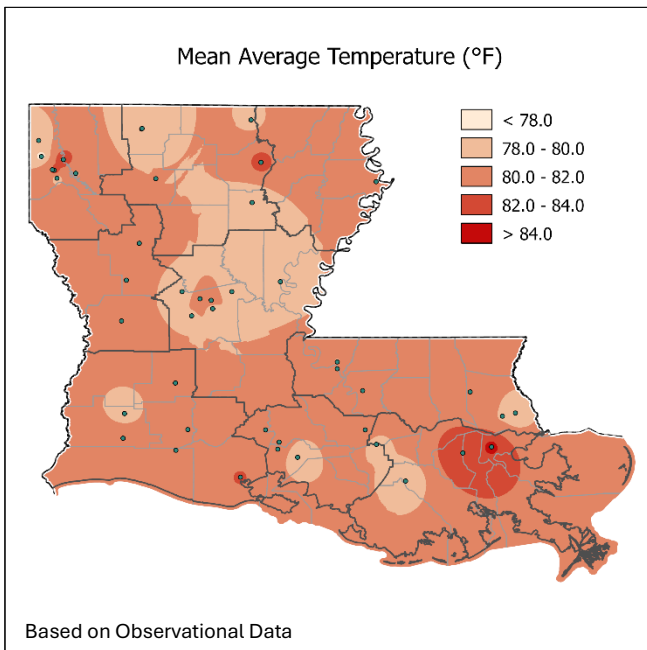 Mean Average Temperature (°F)
< 78.0
78.0 - 80.0
80.0 - 82.0
82.0 - 84.0
> 84.0
Based on Observational Data